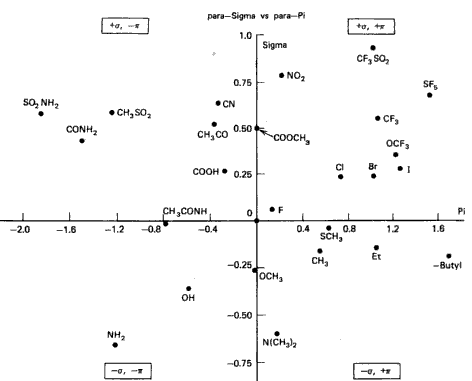 para-Sigma vs para-Pi
+σ, −π
+σ, +π
1.0
Sigma
CF₃SO₂
0.75
NO₂
SF₅
SO₂NH₂
CH₃SO₂
CN
CF₃
CONH₂
CH₃CO
0.50
COOCH₃
OCF₃
COOH
0.25
Cl
Br
I
CH₃CONH
0
F
Pi
−2.0
−1.6
−1.2
−0.8
−0.4
0
0.4
0.8
1.2
1.6
2.0
SCH₃
CH₃
Et
−Butyl
−0.25
OCH₃
OH
−0.50
NH₂
N(CH₃)₂
−0.75
−σ, −π
−σ, +π